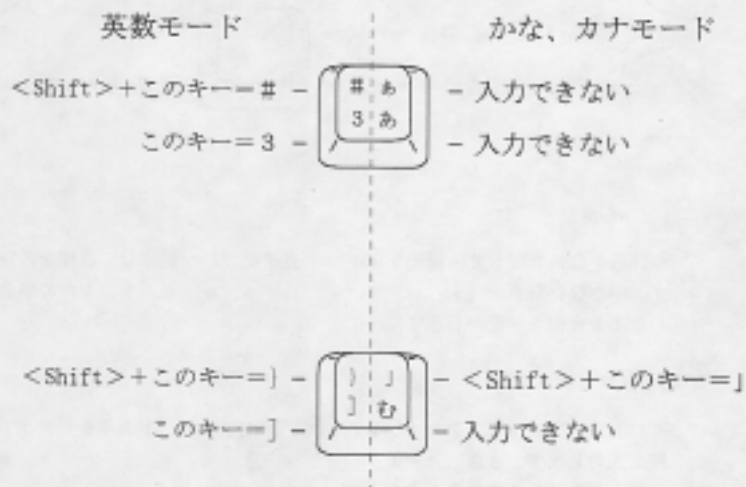 英数モード かな、カナモード
<Shift>+このキー=# - # ぁ - 入力できない
このキー=3 - 3 あ - 入力できない
<Shift>+このキー=} - } 」 - <Shift>+このキー=」
このキー=] - ] む - 入力できない